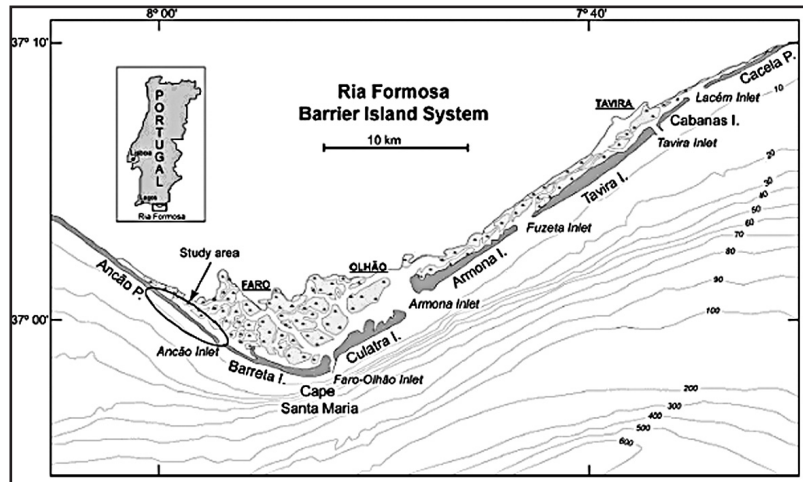 8° 00'
7° 40'
37° 10'
37° 00'
Ria Formosa
Barrier Island System
10 km
PORTUGAL
Lisboa
Lagos
Ria Formosa
Study area
Ancão P.
FARO
OLHÃO
TAVIRA
Cacela P.
Lacém Inlet
Cabanas I.
Tavira Inlet
Tavira I.
Fuzeta Inlet
Armona I.
Armona Inlet
Culatra I.
Ancão Inlet
Barreta I.
Faro-Olhão Inlet
Cape
Santa Maria
10
20
30
40
50
60
70
80
90
100
200
300
400
500
600